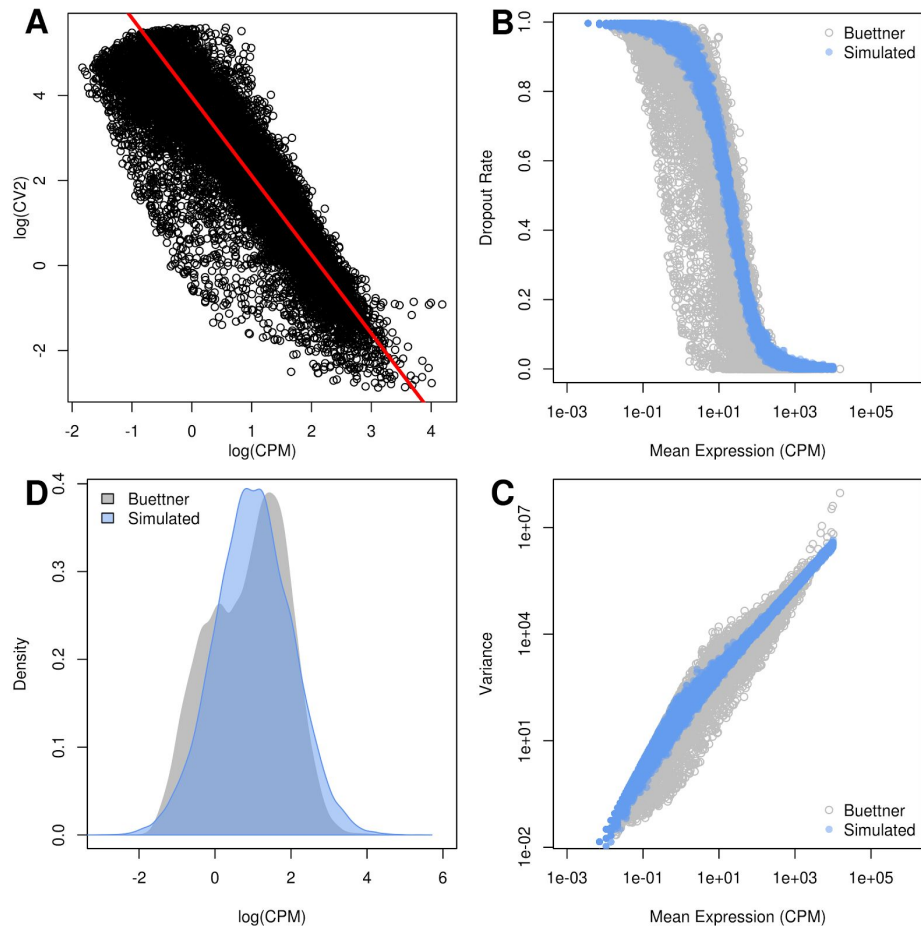 A
log(CV2)
4
2
0
-2
-2 -1 0 1 2 3 4
log(CPM)
B
Buettner
Simulated
Dropout Rate
1.0
0.8
0.6
0.4
0.2
0.0
1e-03 1e-01 1e+01 1e+03 1e+05
Mean Expression (CPM)
D
Buettner
Simulated
Density
0.4
0.3
0.2
0.1
0.0
-2 0 2 4 6
log(CPM)
C
Variance
1e+07
1e+04
1e+01
1e-02
Buettner
Simulated
1e-03 1e-01 1e+01 1e+03 1e+05
Mean Expression (CPM)